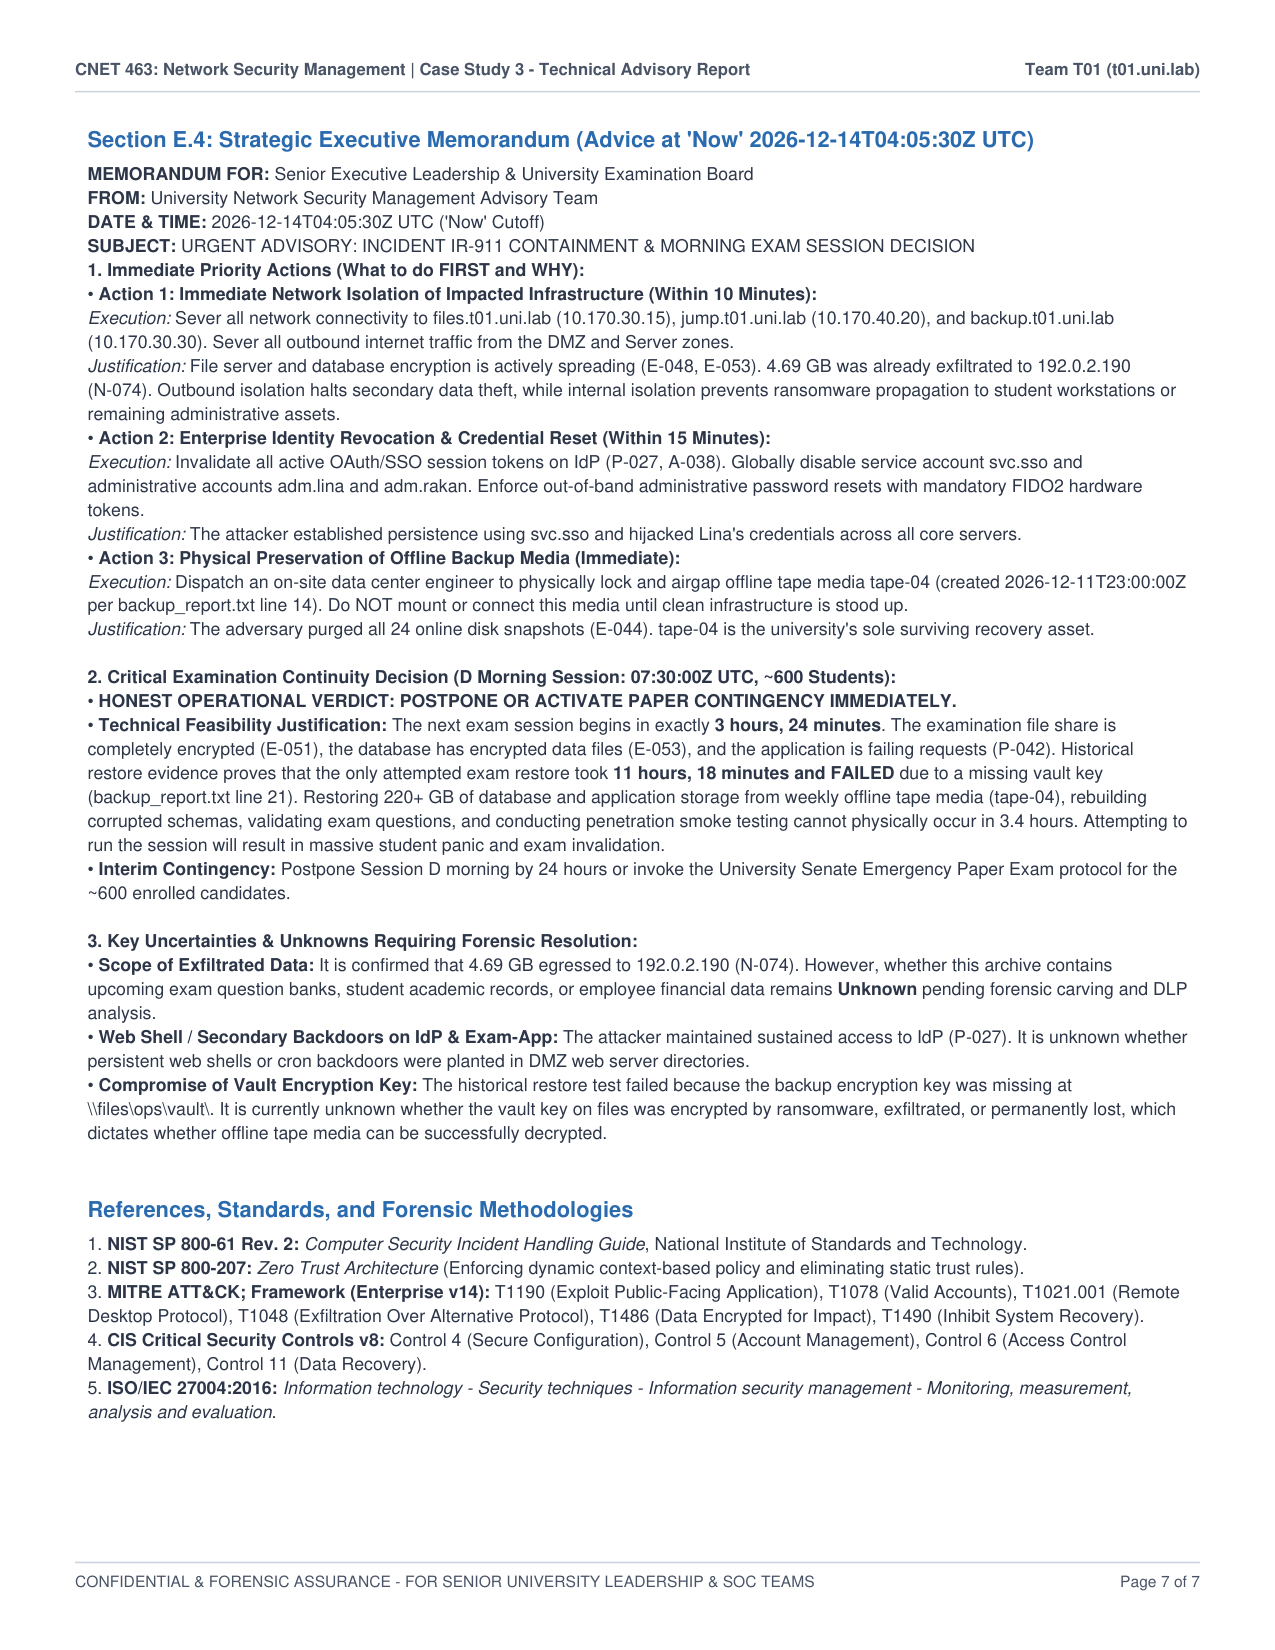 CNET 463: Network Security Management | Case Study 3 - Technical Advisory Report
Team T01 (t01.uni.lab)
Section E.4: Strategic Executive Memorandum (Advice at 'Now' 2026-12-14T04:05:30Z UTC)
MEMORANDUM FOR: Senior Executive Leadership & University Examination Board
FROM: University Network Security Management Advisory Team
DATE & TIME: 2026-12-14T04:05:30Z UTC ('Now' Cutoff)
SUBJECT: URGENT ADVISORY: INCIDENT IR-911 CONTAINMENT & MORNING EXAM SESSION DECISION
1. Immediate Priority Actions (What to do FIRST and WHY):
• Action 1: Immediate Network Isolation of Impacted Infrastructure (Within 10 Minutes):
Execution: Sever all network connectivity to files.t01.uni.lab (10.170.30.15), jump.t01.uni.lab (10.170.40.20), and backup.t01.uni.lab
(10.170.30.30). Sever all outbound internet traffic from the DMZ and Server zones.
Justification: File server and database encryption is actively spreading (E-048, E-053). 4.69 GB was already exfiltrated to 192.0.2.190
(N-074). Outbound isolation halts secondary data theft, while internal isolation prevents ransomware propagation to student workstations or
remaining administrative assets.
• Action 2: Enterprise Identity Revocation & Credential Reset (Within 15 Minutes):
Execution: Invalidate all active OAuth/SSO session tokens on IdP (P-027, A-038). Globally disable service account svc.sso and
administrative accounts adm.lina and adm.rakan. Enforce out-of-band administrative password resets with mandatory FIDO2 hardware
tokens.
Justification: The attacker established persistence using svc.sso and hijacked Lina's credentials across all core servers.
• Action 3: Physical Preservation of Offline Backup Media (Immediate):
Execution: Dispatch an on-site data center engineer to physically lock and airgap offline tape media tape-04 (created 2026-12-11T23:00:00Z
per backup_report.txt line 14). Do NOT mount or connect this media until clean infrastructure is stood up.
Justification: The adversary purged all 24 online disk snapshots (E-044). tape-04 is the university's sole surviving recovery asset.
2. Critical Examination Continuity Decision (D Morning Session: 07:30:00Z UTC, ~600 Students):
• HONEST OPERATIONAL VERDICT: POSTPONE OR ACTIVATE PAPER CONTINGENCY IMMEDIATELY.
• Technical Feasibility Justification: The next exam session begins in exactly 3 hours, 24 minutes. The examination file share is
completely encrypted (E-051), the database has encrypted data files (E-053), and the application is failing requests (P-042). Historical
restore evidence proves that the only attempted exam restore took 11 hours, 18 minutes and FAILED due to a missing vault key
(backup_report.txt line 21). Restoring 220+ GB of database and application storage from weekly offline tape media (tape-04), rebuilding
corrupted schemas, validating exam questions, and conducting penetration smoke testing cannot physically occur in 3.4 hours. Attempting to
run the session will result in massive student panic and exam invalidation.
• Interim Contingency: Postpone Session D morning by 24 hours or invoke the University Senate Emergency Paper Exam protocol for the
~600 enrolled candidates.
3. Key Uncertainties & Unknowns Requiring Forensic Resolution:
• Scope of Exfiltrated Data: It is confirmed that 4.69 GB egressed to 192.0.2.190 (N-074). However, whether this archive contains
upcoming exam question banks, student academic records, or employee financial data remains Unknown pending forensic carving and DLP
analysis.
• Web Shell / Secondary Backdoors on IdP & Exam-App: The attacker maintained sustained access to IdP (P-027). It is unknown whether
persistent web shells or cron backdoors were planted in DMZ web server directories.
• Compromise of Vault Encryption Key: The historical restore test failed because the backup encryption key was missing at
\\files\ops\vault\. It is currently unknown whether the vault key on files was encrypted by ransomware, exfiltrated, or permanently lost, which
dictates whether offline tape media can be successfully decrypted.
References, Standards, and Forensic Methodologies
1. NIST SP 800-61 Rev. 2: Computer Security Incident Handling Guide, National Institute of Standards and Technology.
2. NIST SP 800-207: Zero Trust Architecture (Enforcing dynamic context-based policy and eliminating static trust rules).
3. MITRE ATT&CK; Framework (Enterprise v14): T1190 (Exploit Public-Facing Application), T1078 (Valid Accounts), T1021.001 (Remote
Desktop Protocol), T1048 (Exfiltration Over Alternative Protocol), T1486 (Data Encrypted for Impact), T1490 (Inhibit System Recovery).
4. CIS Critical Security Controls v8: Control 4 (Secure Configuration), Control 5 (Account Management), Control 6 (Access Control
Management), Control 11 (Data Recovery).
5. ISO/IEC 27004:2016: Information technology - Security techniques - Information security management - Monitoring, measurement,
analysis and evaluation.
CONFIDENTIAL & FORENSIC ASSURANCE - FOR SENIOR UNIVERSITY LEADERSHIP & SOC TEAMS
Page 7 of 7